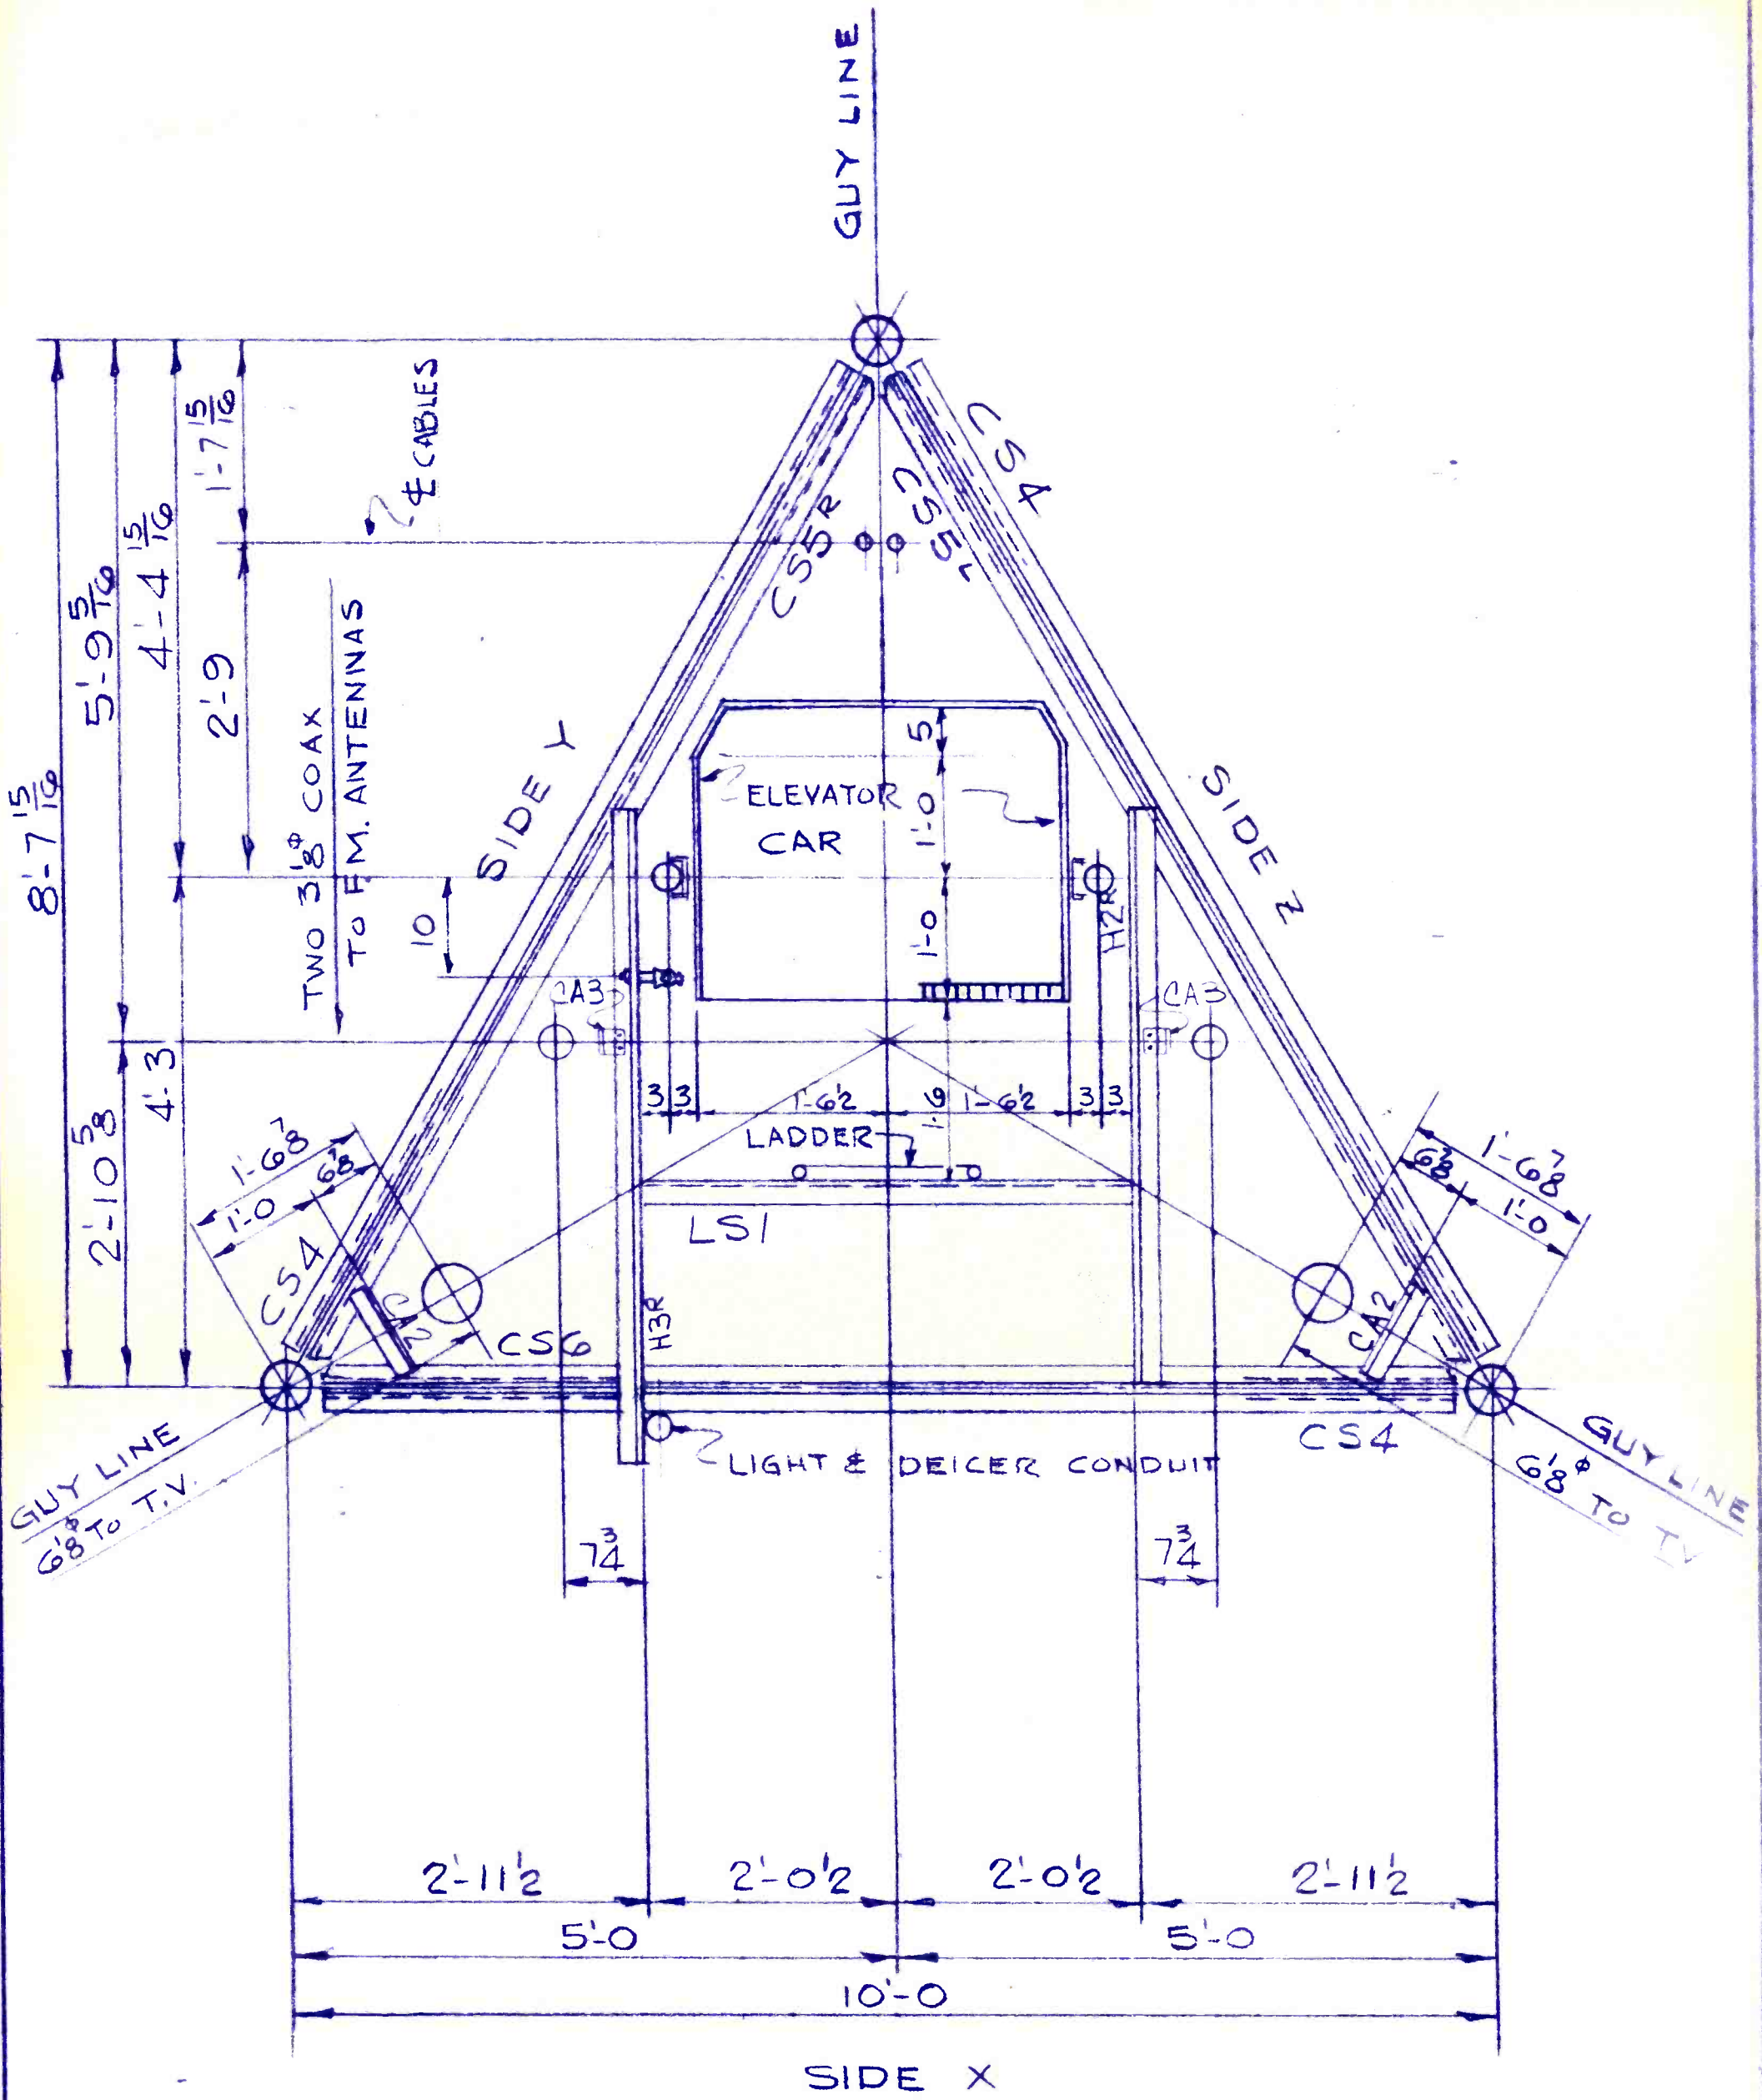 GUY LINE
1'-7 15/16
℄ CABLES
CS4
CS5R
CS5L
8'-7 15/16
5'-9 5/16
4'-4 15/16
2'-9
TWO 3 1/8φ COAX
TO F.M. ANTENNAS
SIDE Y
SIDE Z
5
ELEVATOR
CAR
1'-0
1'-0
10
H2R
CA3
CA3
2'-10 5/8
4'-3
3
3
1'-6 1/2
1'-6
1'-6 1/2
3
3
LADDER
1'-6 7/8
6 7/8
1'-0
1'-6 7/8
6 7/8
1'-0
LS1
CS4
CA2
CS6
H3R
CA2
CS4
LIGHT & DEICER CONDUIT
GUY LINE
6 1/8φ TO T.V.
GUY LINE
6 1/8φ TO TV
7 3/4
7 3/4
2'-11 1/2
2'-0 1/2
2'-0 1/2
2'-11 1/2
5'-0
5'-0
10'-0
SIDE X